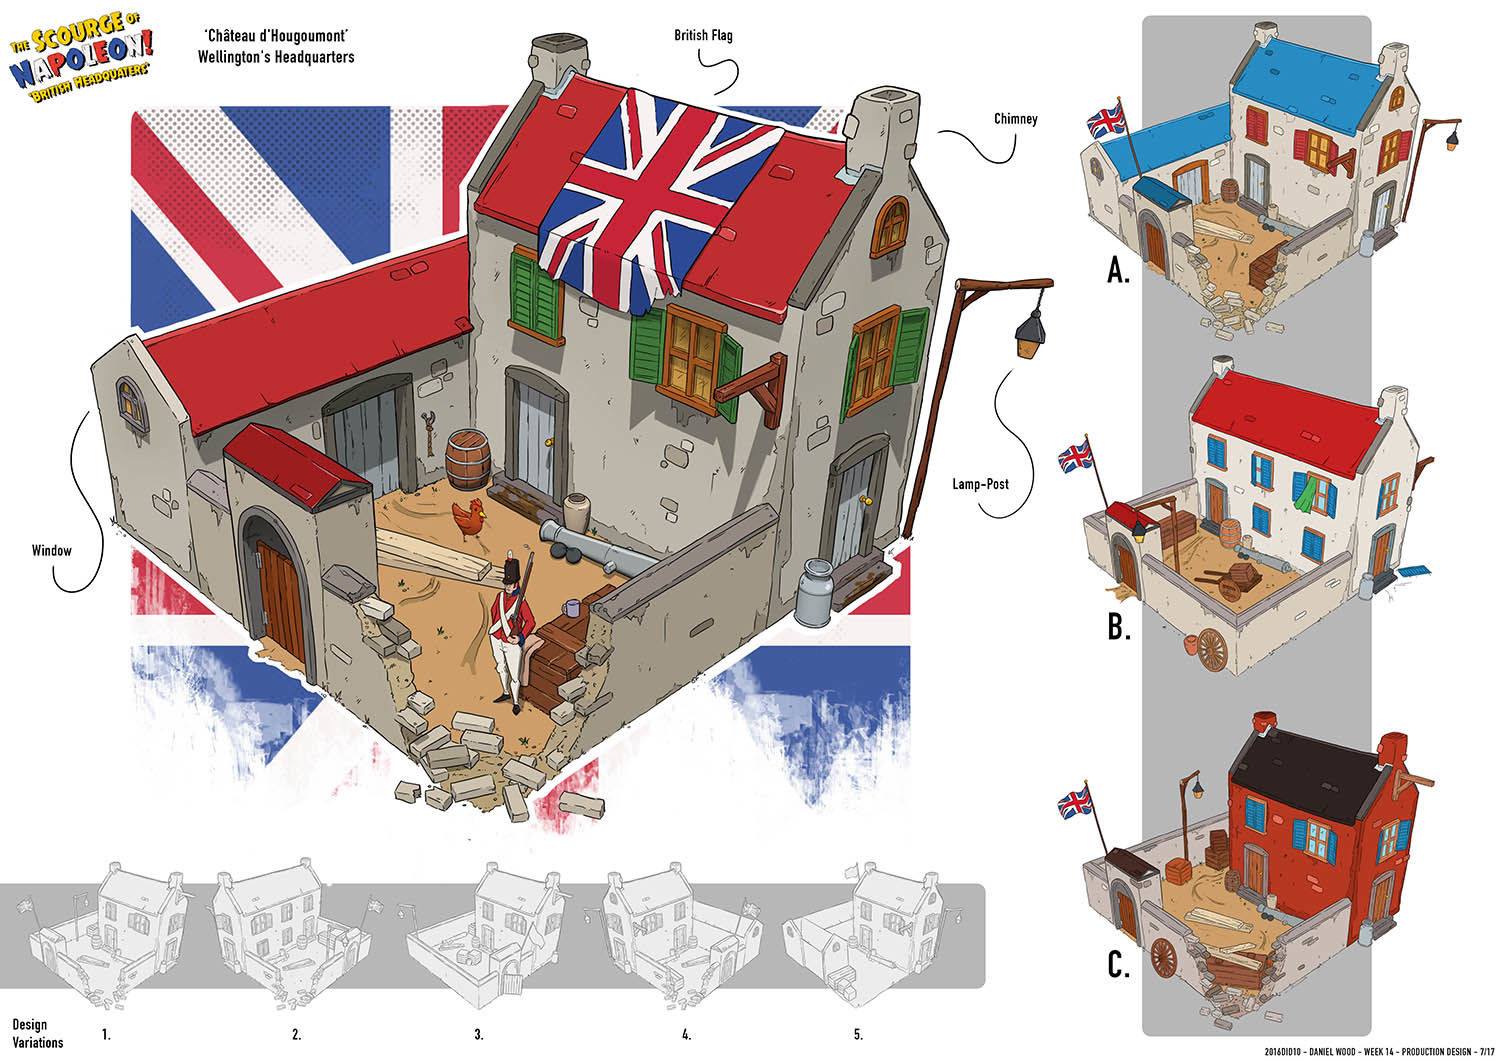 THE SCOURGE OF
NAPOLEON!
'BRITISH HEADQUATERS'
'Château d'Hougoumont'
Wellington's Headquarters
British Flag
Chimney
Lamp-Post
Window
A.
B.
C.
Design
Variations
1.
2.
3.
4.
5.
2016DID10 - DANIEL WOOD - WEEK 14 - PRODUCTION DESIGN - 7/17